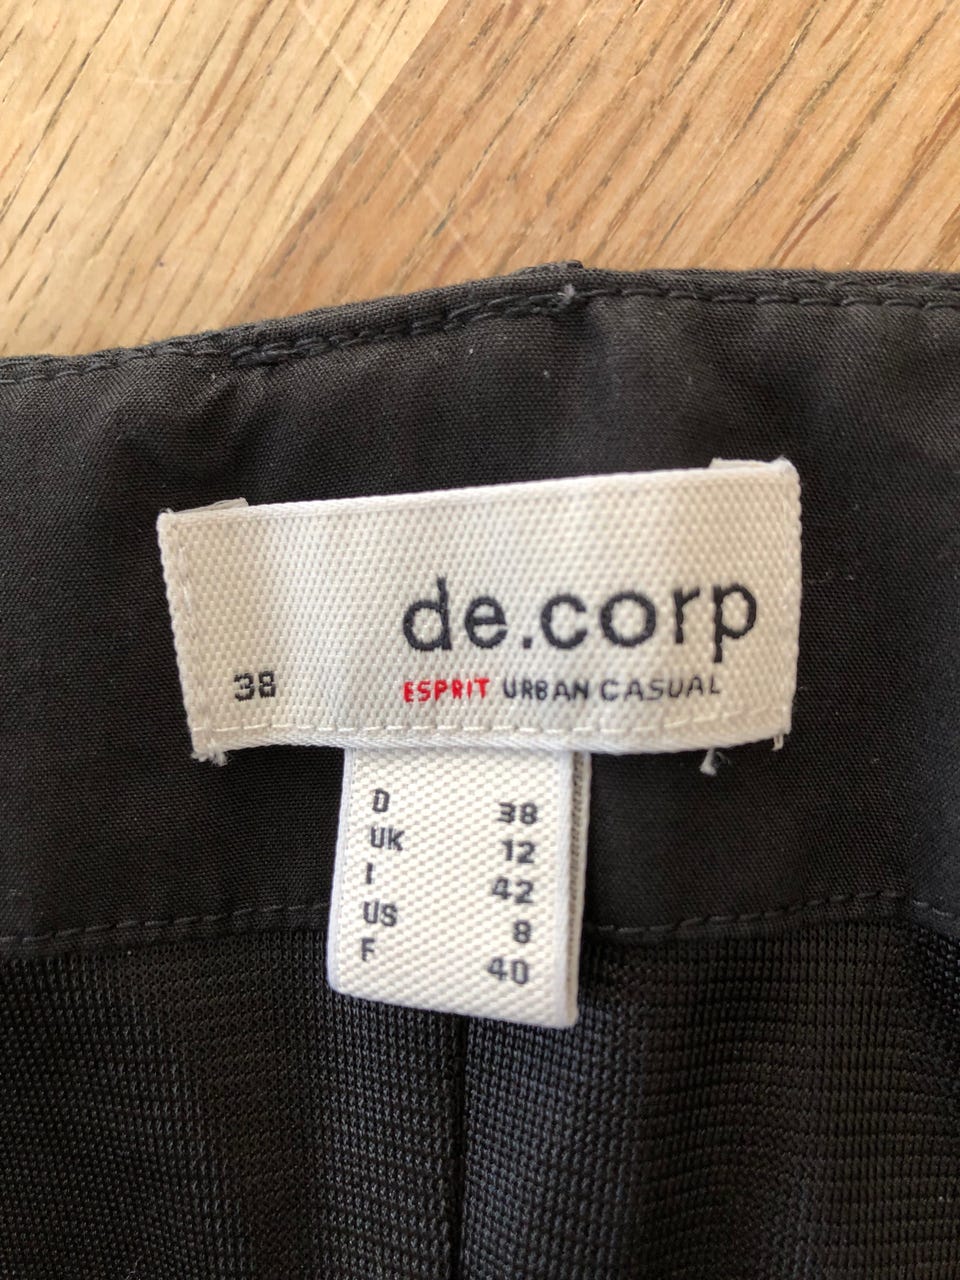 de.corp
38 ESPRIT URBAN CASUAL
D 38
UK 12
I 42
US 8
F 40